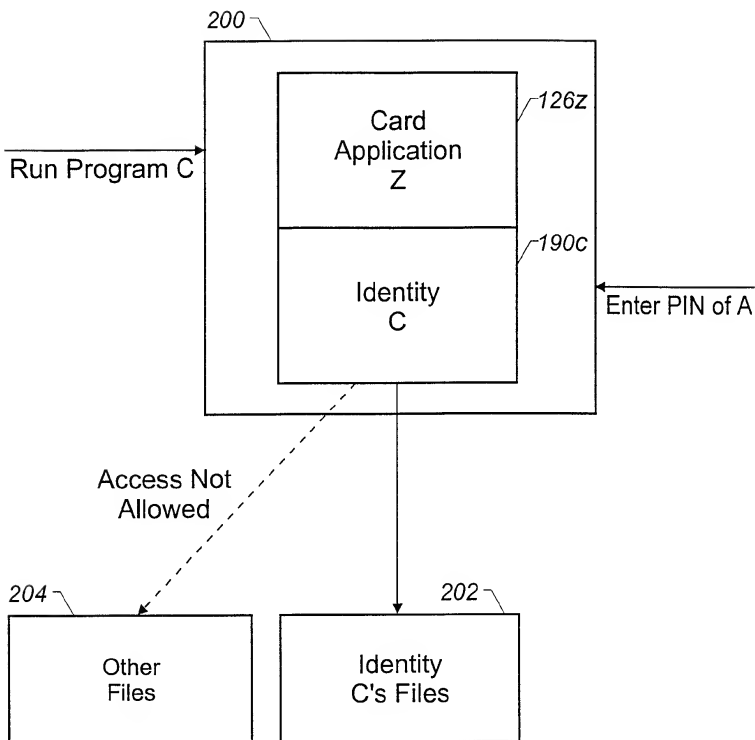 200
126z
Card
Application
Z
Run Program C
190c
Identity
C
Enter PIN of A
Access Not
Allowed
204
202
Other
Files
Identity
C's Files